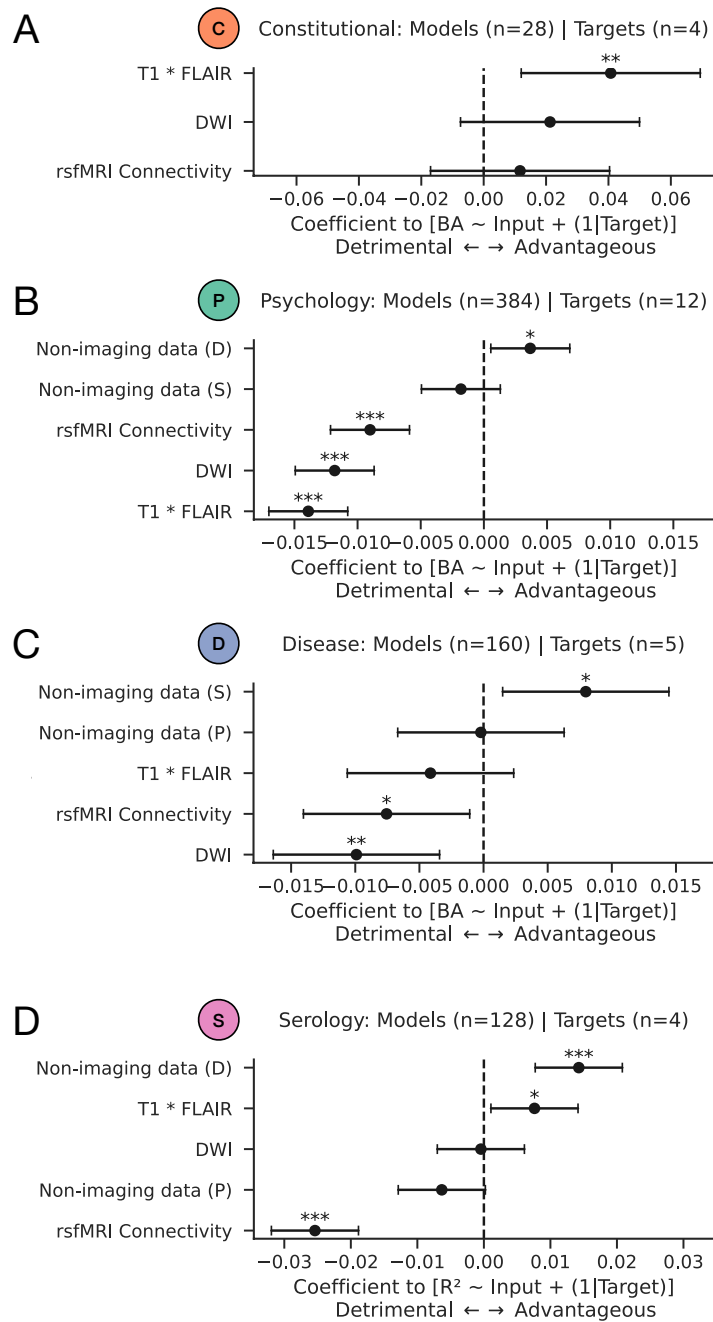 A
C Constitutional: Models (n=28) | Targets (n=4)
**
T1 * FLAIR
DWI
rsfMRI Connectivity
−0.06 −0.04 −0.02 0.00 0.02 0.04 0.06
Coefficient to [BA ~ Input + (1|Target)]
Detrimental ← → Advantageous
B
P Psychology: Models (n=384) | Targets (n=12)
*
Non-imaging data (D)
Non-imaging data (S)
***
rsfMRI Connectivity
***
DWI
***
T1 * FLAIR
−0.015 −0.010 −0.005 0.000 0.005 0.010 0.015
Coefficient to [BA ~ Input + (1|Target)]
Detrimental ← → Advantageous
C
D Disease: Models (n=160) | Targets (n=5)
*
Non-imaging data (S)
Non-imaging data (P)
T1 * FLAIR
*
rsfMRI Connectivity
**
DWI
−0.015 −0.010 −0.005 0.000 0.005 0.010 0.015
Coefficient to [BA ~ Input + (1|Target)]
Detrimental ← → Advantageous
D
S Serology: Models (n=128) | Targets (n=4)
***
Non-imaging data (D)
*
T1 * FLAIR
DWI
Non-imaging data (P)
***
rsfMRI Connectivity
−0.03 −0.02 −0.01 0.00 0.01 0.02 0.03
Coefficient to [R² ~ Input + (1|Target)]
Detrimental ← → Advantageous